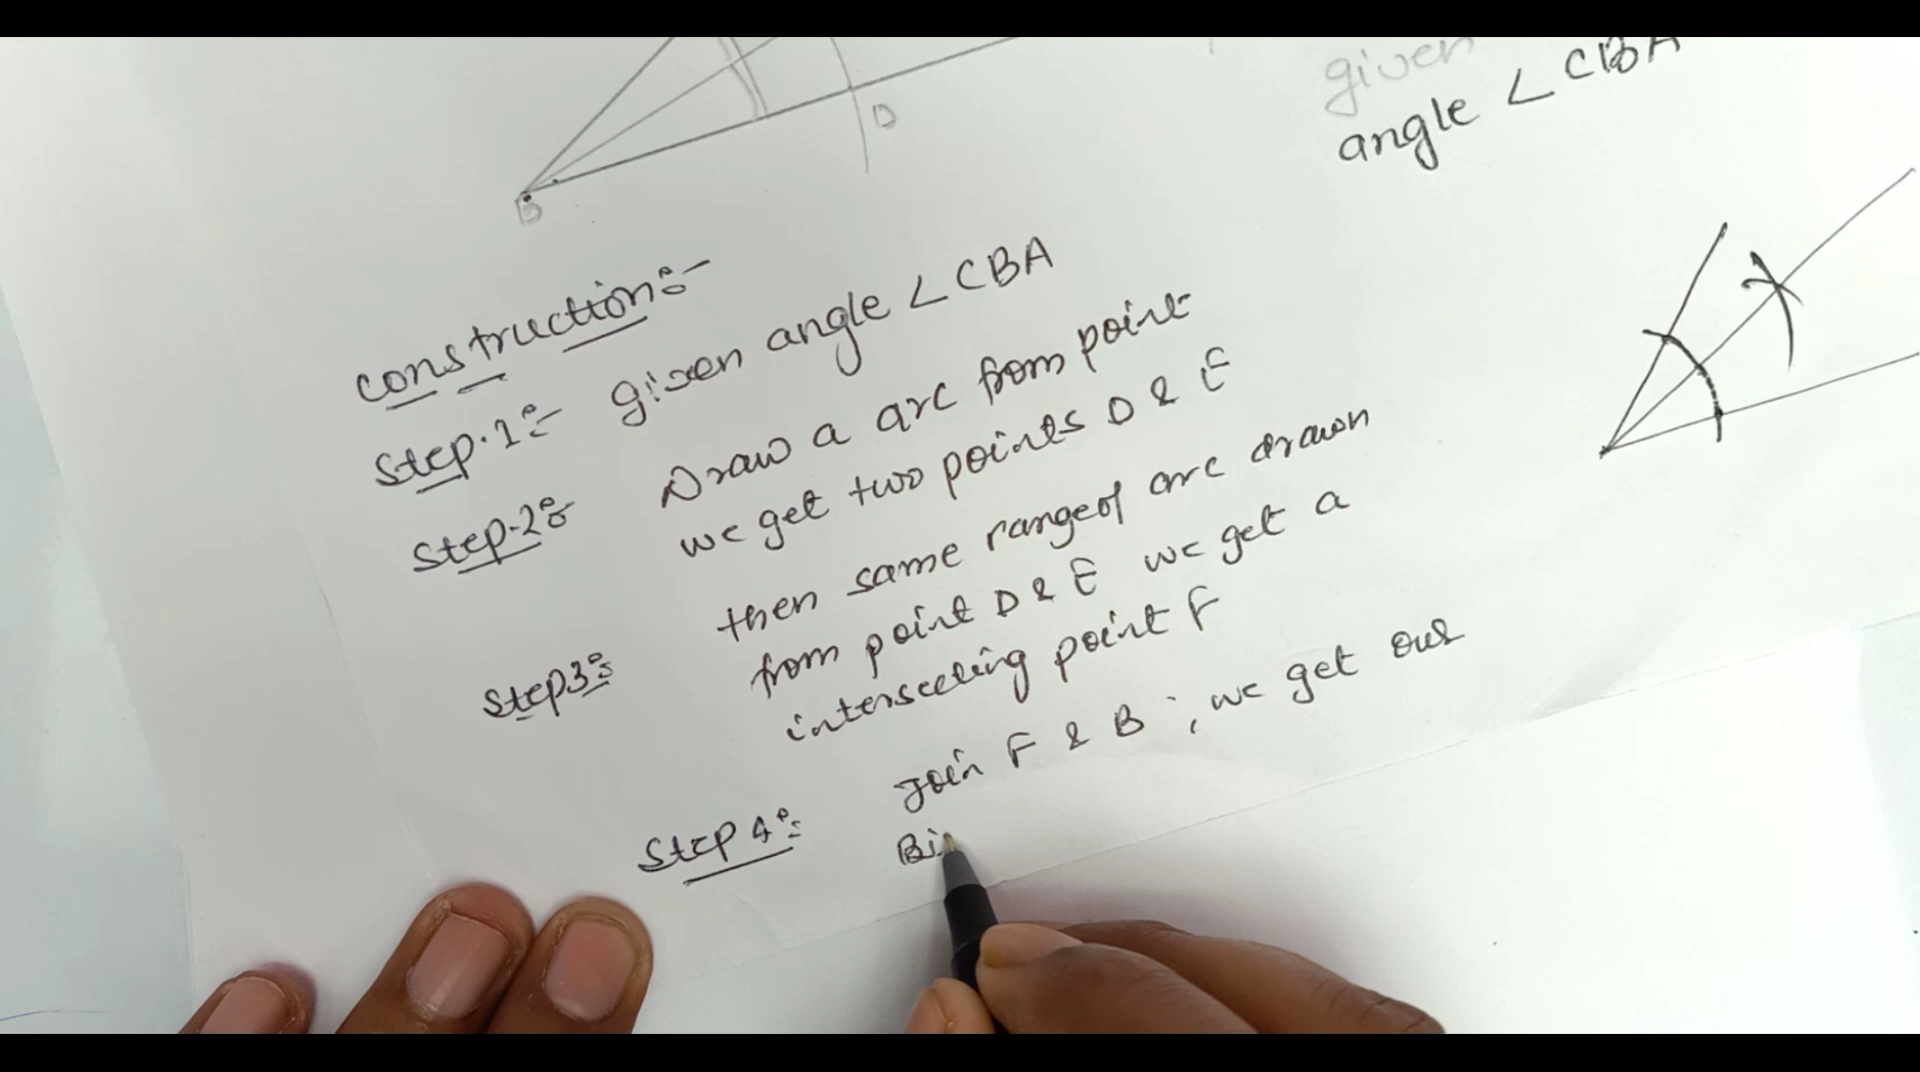 given
angle ∠CBA
D
B
Construction:-
Step.1:- given angle ∠CBA
Step-2:- Draw a arc from point
we get two points D & E
Step3:- then same range of arc drawn
from point D & E we get a
intersecting point F
Step 4:- Join F & B , we get our
Bi